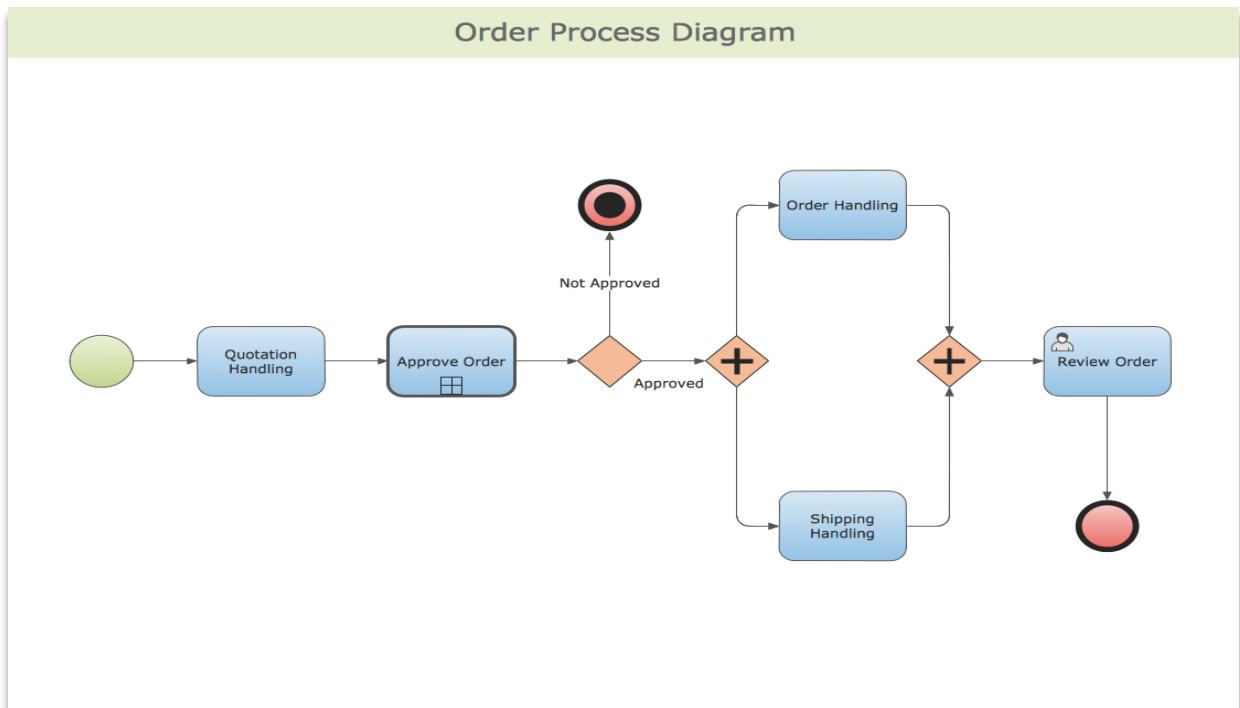 Order Process Diagram
Order Handling
Not Approved
Quotation
Handling
Approve Order
Approved
Review Order
Shipping
Handling